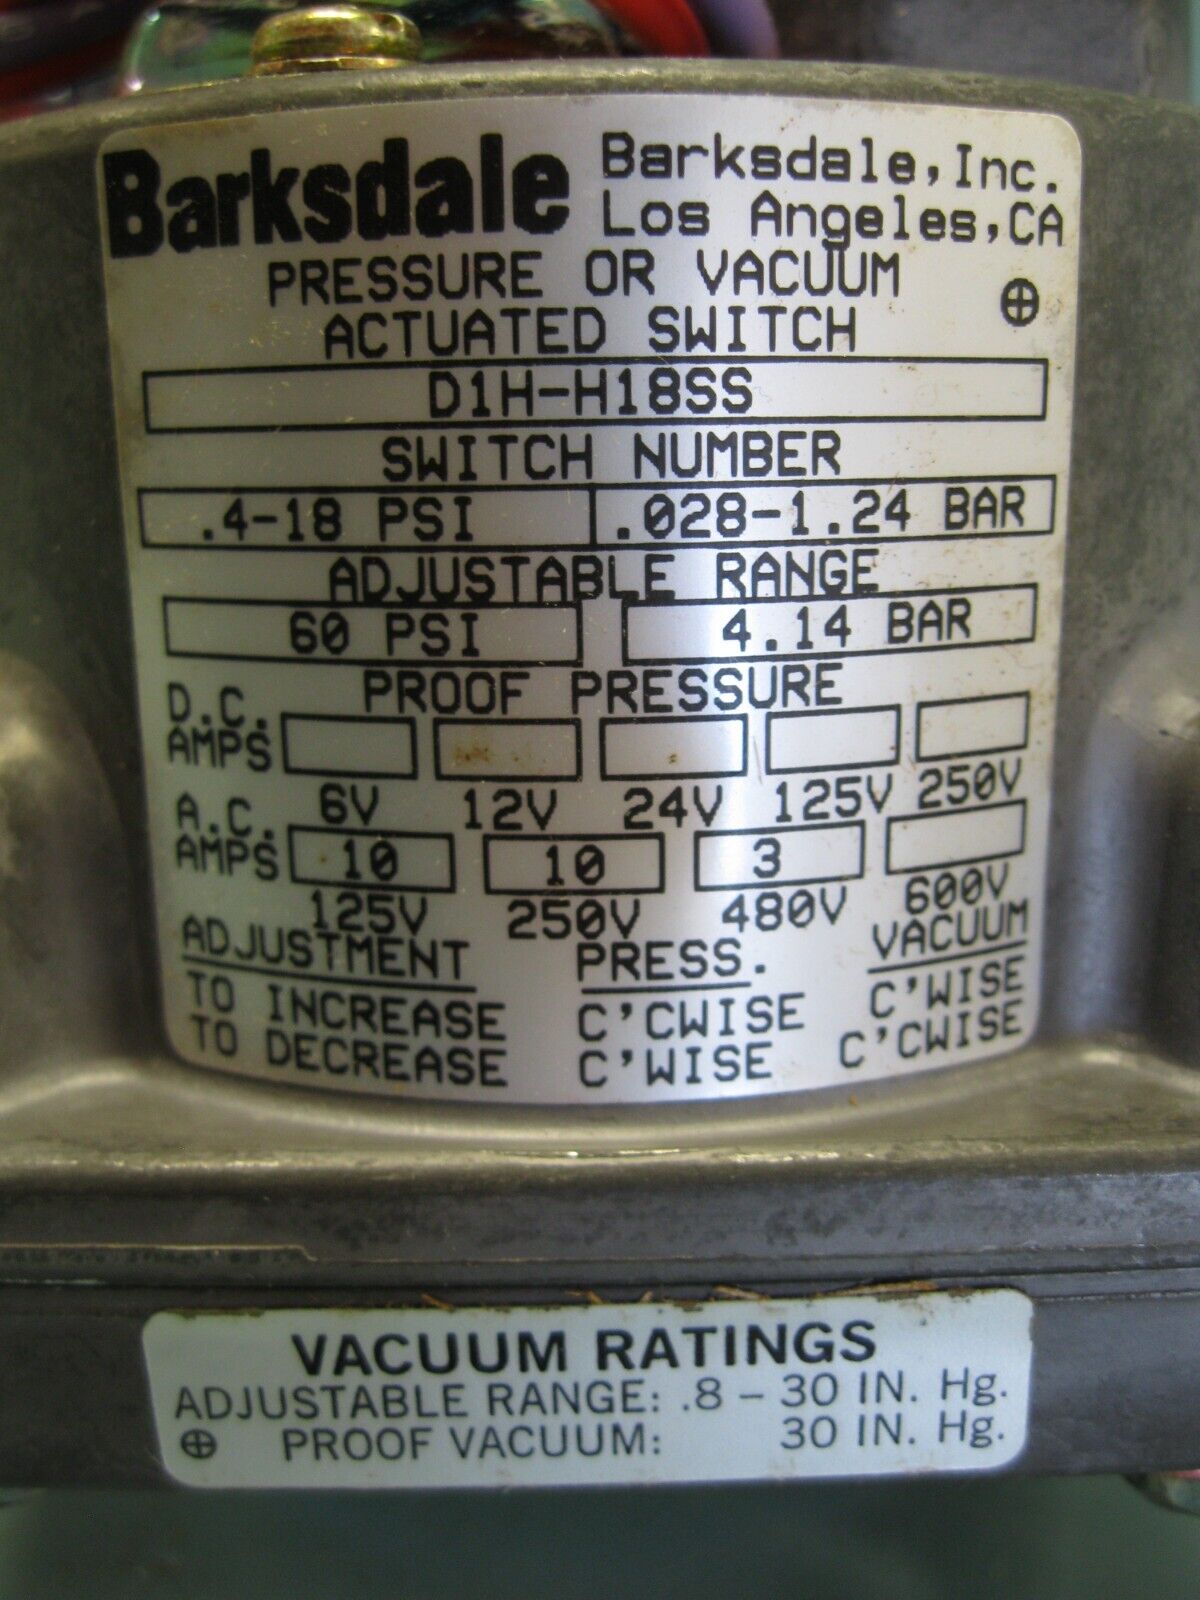 Barksdale Barksdale, Inc.
Los Angeles, CA
PRESSURE OR VACUUM
ACTUATED SWITCH
D1H-H18SS
SWITCH NUMBER
.4-18 PSI .028-1.24 BAR
ADJUSTABLE RANGE
60 PSI 4.14 BAR
PROOF PRESSURE
D.C.
AMPS
6V 12V 24V 125V 250V
A.C.
AMPS 10 10 3
125V 250V 480V 600V
ADJUSTMENT PRESS. VACUUM
TO INCREASE C'CWISE C'WISE
TO DECREASE C'WISE C'CWISE
VACUUM RATINGS
ADJUSTABLE RANGE: .8 – 30 IN. Hg.
PROOF VACUUM: 30 IN. Hg.